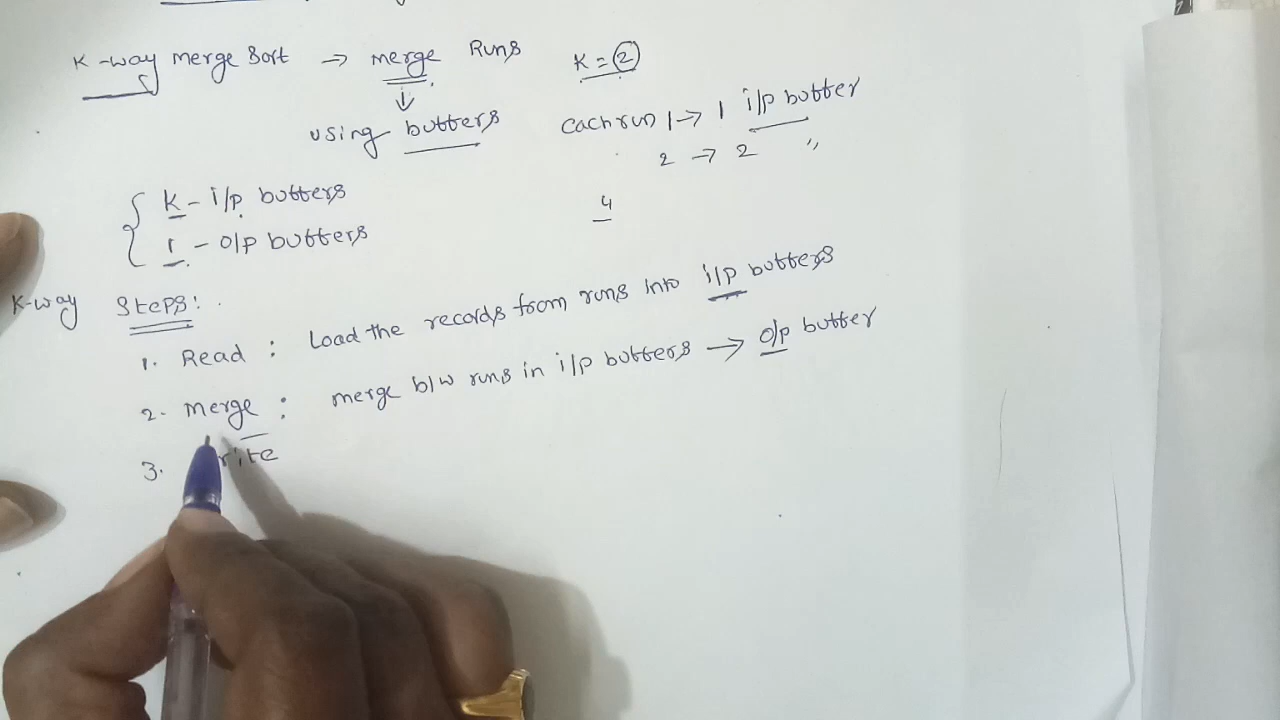 K-way merge Sort → merge Runs K = 2
↓
using buffers each run 1 → 1 i/p buffer
2 → 2 ,,
K - i/p buffers
1 - o/p buffers
4
K-way Steps:
1. Read : Load the records from runs into i/p buffers
2. Merge : merge b/w runs in i/p buffers → o/p buffer
3. write